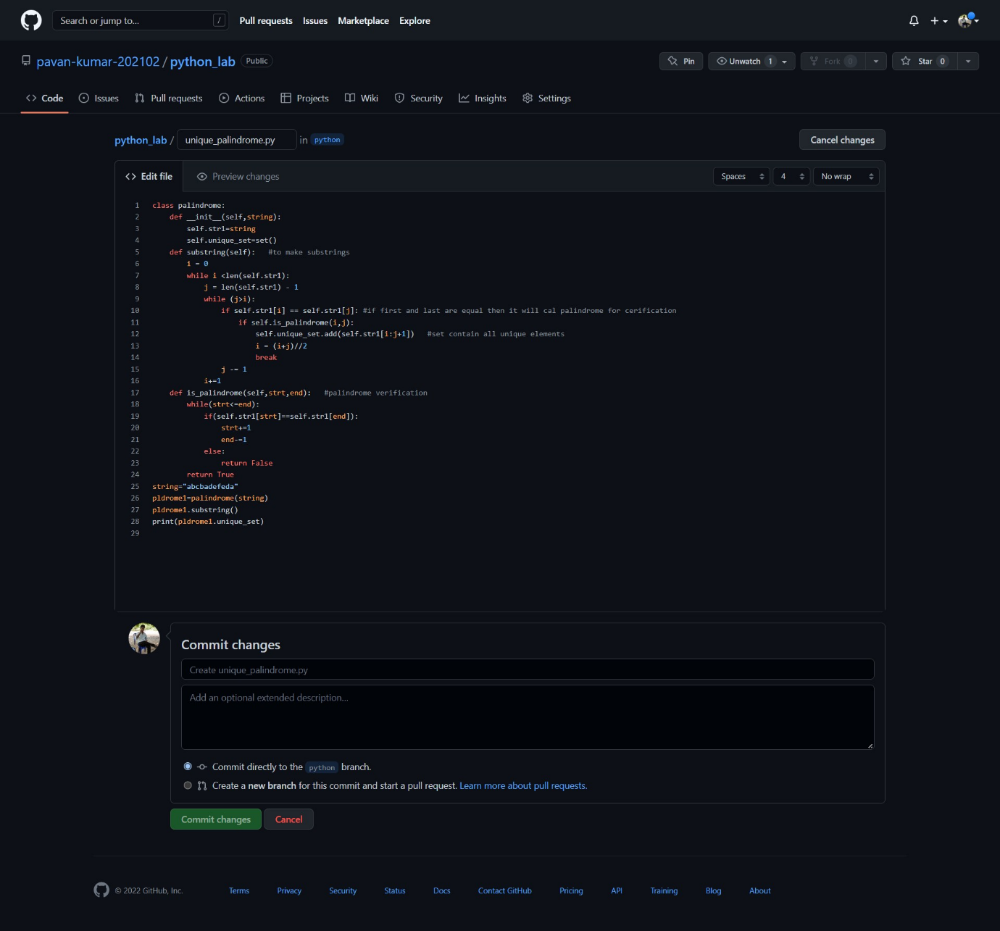 Search or jump to... / Pull requests Issues Marketplace Explore
pavan-kumar-202102 / python_lab Public Pin Unwatch 1 Fork 0 Star 0
Code Issues Pull requests Actions Projects Wiki Security Insights Settings
python_lab / unique_palindrome.py in python Cancel changes
Edit file Preview changes Spaces 4 No wrap
1 class palindrome:
2     def __init__(self,string):
3         self.str1=string
4         self.unique_set=set()
5     def substring(self):   #to make substrings
6         i = 0
7         while i <len(self.str1):
8             j = len(self.str1) - 1
9             while (j>i):
10                 if self.str1[i] == self.str1[j]: #if first and last are equal then it will cal palindrome for cerification
11                     if self.is_palindrome(i,j):
12                         self.unique_set.add(self.str1[i:j+1])   #set contain all unique elements
13                         i = (i+j)//2
14                         break
15                 j -= 1
16             i+=1
17     def is_palindrome(self,strt,end):   #palindrome verification
18         while(strt<=end):
19             if(self.str1[strt]==self.str1[end]):
20                 strt+=1
21                 end-=1
22             else:
23                 return False
24         return True
25 string="abcbadefeda"
26 pldrome1=palindrome(string)
27 pldrome1.substring()
28 print(pldrome1.unique_set)
29
Commit changes
Create unique_palindrome.py
Add an optional extended description...
Commit directly to the python branch.
Create a new branch for this commit and start a pull request. Learn more about pull requests.
Commit changes Cancel
© 2022 GitHub, Inc. Terms Privacy Security Status Docs Contact GitHub Pricing API Training Blog About